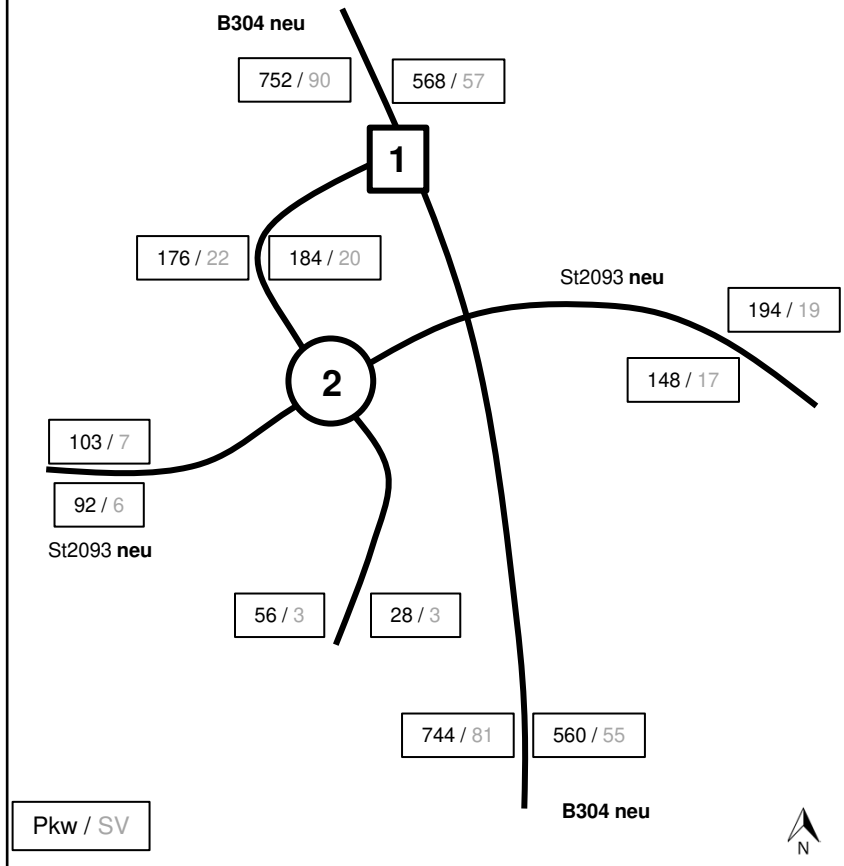 B304 neu
752 / 90
568 / 57
1
176 / 22
184 / 20
St2093 neu
194 / 19
148 / 17
2
103 / 7
92 / 6
St2093 neu
56 / 3
28 / 3
744 / 81
560 / 55
B304 neu
Pkw / SV
N